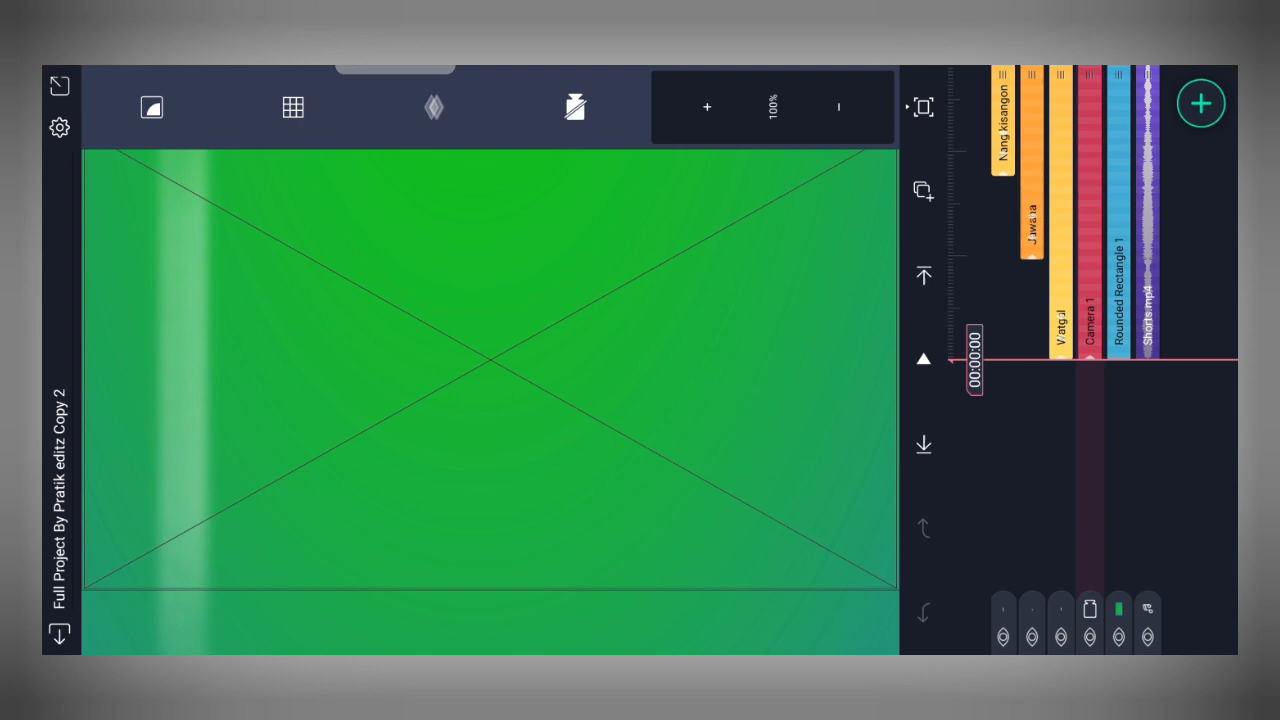 Full Project By Pratik editz Copy 2
+
100%
−
00:00:00
Nang kisangon
Jawaha
Watgal
Camera 1
Rounded Rectangle 1
Shorts.mp4